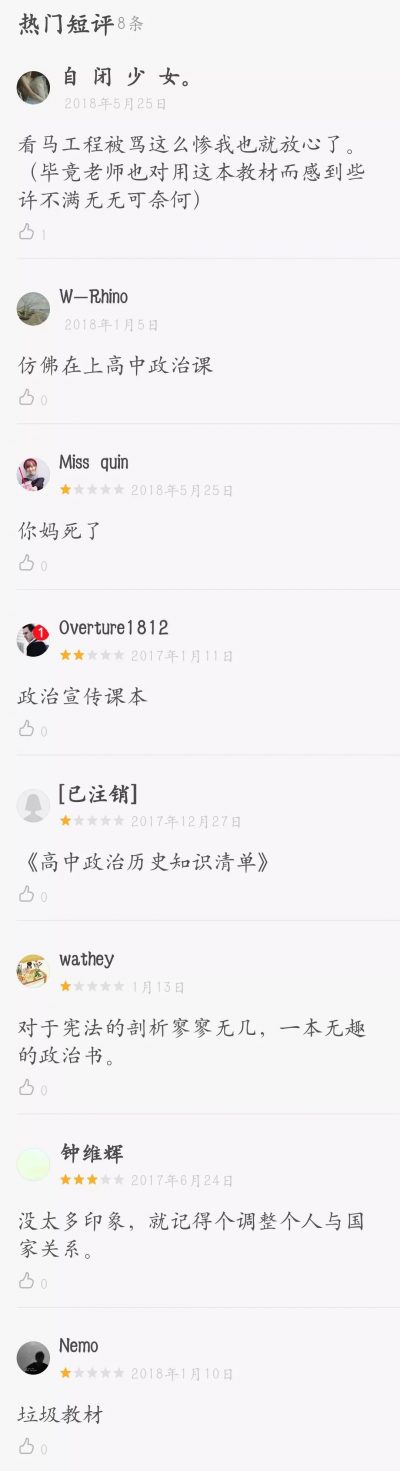 热门短评8条
自 闭 少 女。
2018年5月25日
看马工程被骂这么惨我也就放心了。
（毕竟老师也对用这本教材而感到些
许不满无无可奈何）
1
W—Rhino
2018年1月5日
仿佛在上高中政治课
0
Miss quin
2018年5月25日
你妈死了
0
1
Overture1812
2017年1月11日
政治宣传课本
0
[已注销]
2017年12月27日
《高中政治历史知识清单》
0
wathey
1月13日
对于宪法的剖析寥寥无几，一本无趣
的政治书。
0
钟维辉
2017年6月24日
没太多印象，就记得个调整个人与国
家关系。
0
Nemo
2018年1月10日
垃圾教材
0